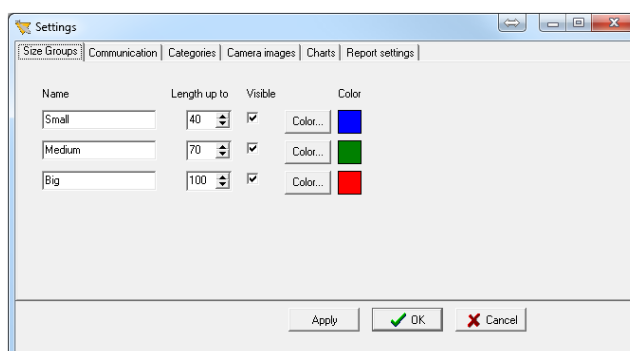 Settings
Size Groups Communication Categories Camera images Charts Report settings
Name Length up to Visible Color
Small 40 Color...
Medium 70 Color...
Big 100 Color...
Apply OK Cancel